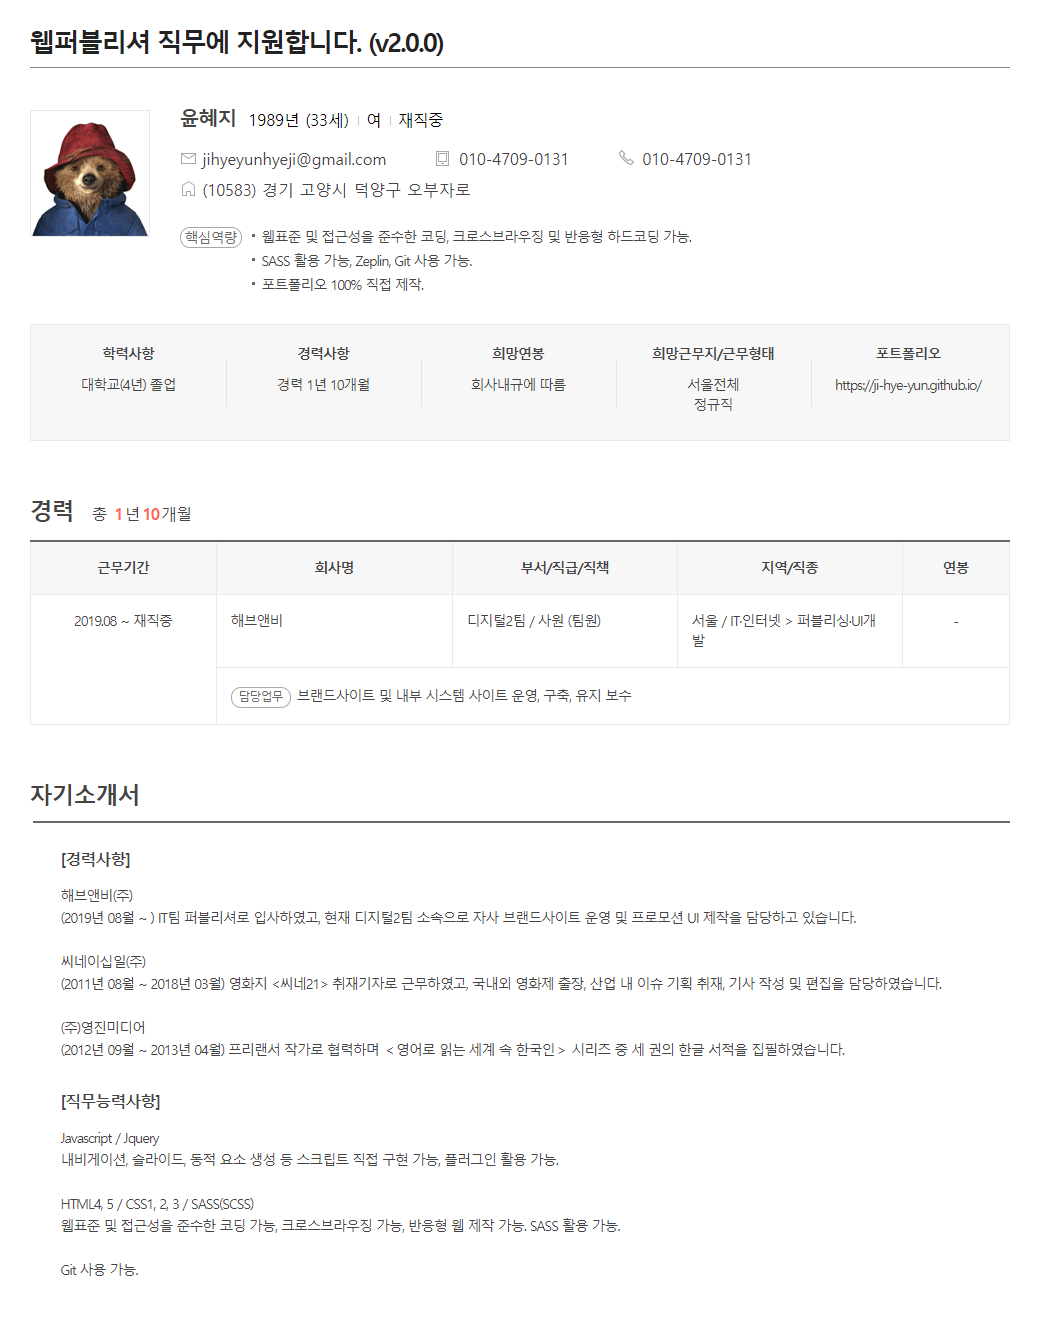 웹퍼블리셔 직무에 지원합니다. (v2.0.0)
윤혜지 1989년 (33세) 여 재직중
jihyeyunhyeji@gmail.com 010-4709-0131 010-4709-0131
(10583) 경기 고양시 덕양구 오부자로
핵심역량 · 웹표준 및 접근성을 준수한 코딩, 크로스브라우징 및 반응형 하드코딩 가능.
· SASS 활용 가능, Zeplin, Git 사용 가능.
· 포트폴리오 100% 직접 제작.
학력사항 경력사항 희망연봉 희망근무지/근무형태 포트폴리오
대학교(4년) 졸업 경력 1년 10개월 회사내규에 따름 서울전체 https://ji-hye-yun.github.io/
정규직
경력 총 1년 10개월
근무기간 회사명 부서/직급/직책 지역/직종 연봉
2019.08 ~ 재직중 해브앤비 디지털2팀 / 사원 (팀원) 서울 / IT·인터넷 > 퍼블리싱·UI개 -
발
담당업무 브랜드사이트 및 내부 시스템 사이트 운영, 구축, 유지 보수
자기소개서
[경력사항]
해브앤비(주)
(2019년 08월 ~ ) IT팀 퍼블리셔로 입사하였고, 현재 디지털2팀 소속으로 자사 브랜드사이트 운영 및 프로모션 UI 제작을 담당하고 있습니다.
씨네이십일(주)
(2011년 08월 ~ 2018년 03월) 영화지 <씨네21> 취재기자로 근무하였고, 국내외 영화제 출장, 산업 내 이슈 기획 취재, 기사 작성 및 편집을 담당하였습니다.
(주)영진미디어
(2012년 09월 ~ 2013년 04월) 프리랜서 작가로 협력하며 < 영어로 읽는 세계 속 한국인 > 시리즈 중 세 권의 한글 서적을 집필하였습니다.
[직무능력사항]
Javascript / Jquery
내비게이션, 슬라이드, 동적 요소 생성 등 스크립트 직접 구현 가능, 플러그인 활용 가능.
HTML4, 5 / CSS1, 2, 3 / SASS(SCSS)
웹표준 및 접근성을 준수한 코딩 가능, 크로스브라우징 가능, 반응형 웹 제작 가능. SASS 활용 가능.
Git 사용 가능.